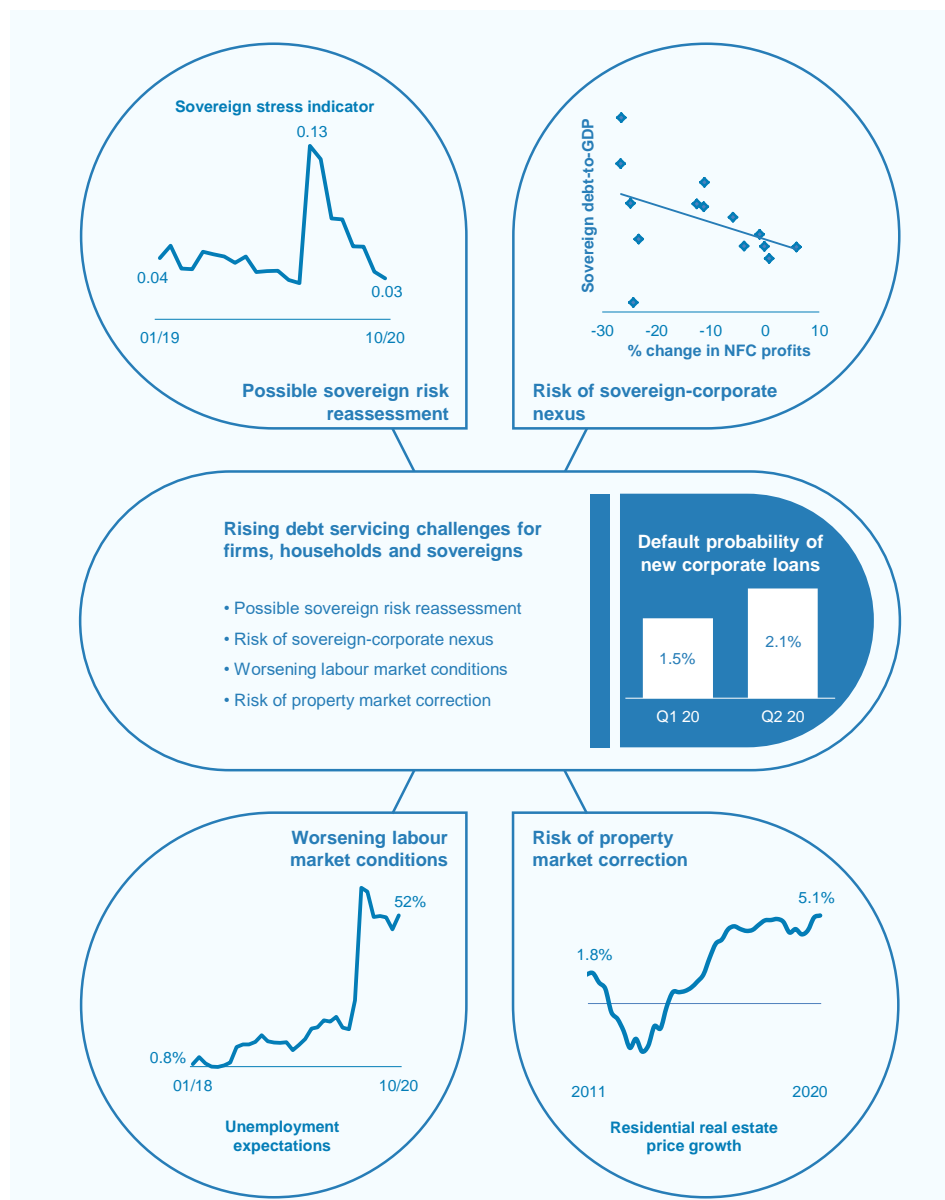 Sovereign stress indicator
0.13
0.04
0.03
01/19
10/20
Possible sovereign risk
reassessment
Sovereign debt-to-GDP
-30
-20
-10
0
10
% change in NFC profits
Risk of sovereign-corporate
nexus
Rising debt servicing challenges for
firms, households and sovereigns
• Possible sovereign risk reassessment
• Risk of sovereign-corporate nexus
• Worsening labour market conditions
• Risk of property market correction
Default probability of
new corporate loans
1.5%
2.1%
Q1 20
Q2 20
Worsening labour
market conditions
52%
0.8%
01/18
10/20
Unemployment
expectations
Risk of property
market correction
5.1%
1.8%
2011
2020
Residential real estate
price growth